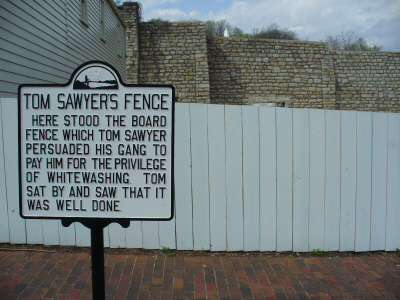 TOM SAWYER'S FENCE
HERE STOOD THE BOARD
FENCE WHICH TOM SAWYER
PERSUADED HIS GANG TO
PAY HIM FOR THE PRIVILEGE
OF WHITEWASHING. TOM
SAT BY AND SAW THAT IT
WAS WELL DONE.